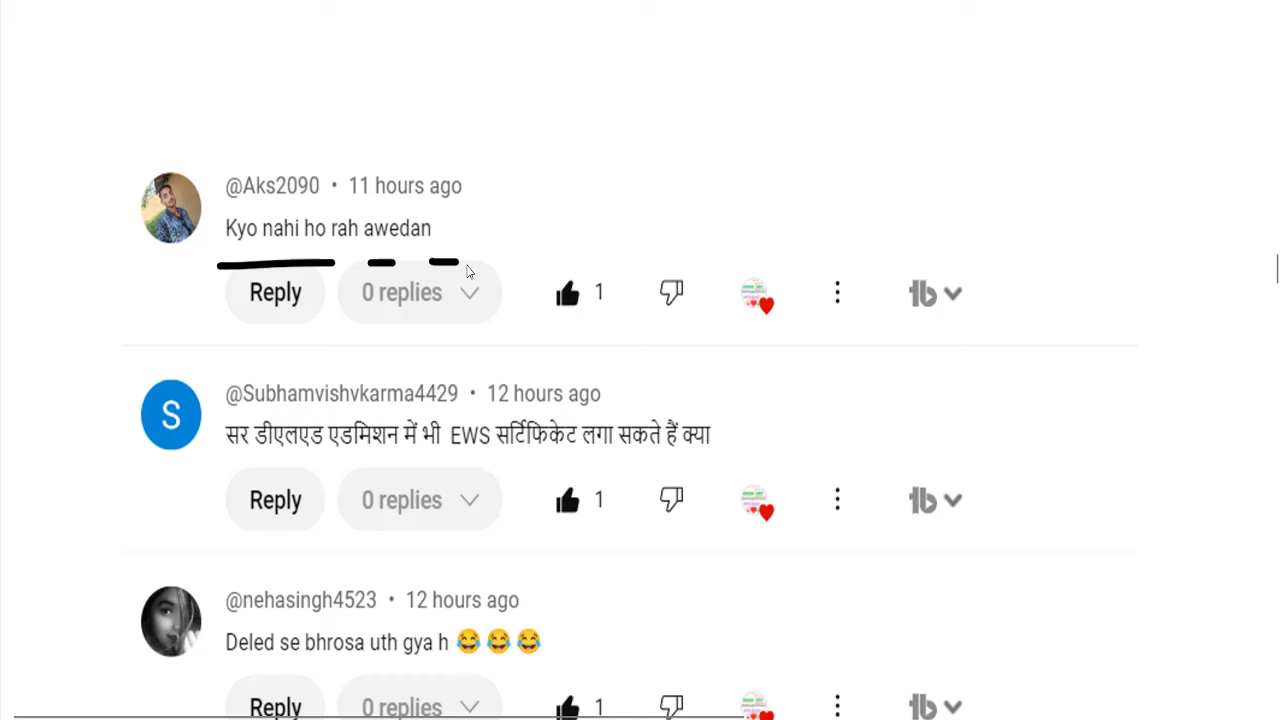 @Aks2090 • 11 hours ago
Kyo nahi ho rah awedan
Reply 0 replies 1
S
@Subhamvishvkarma4429 • 12 hours ago
सर डीएलएड एडमिशन में भी EWS सर्टिफिकेट लगा सकते हैं क्या
Reply 0 replies 1
@nehasingh4523 • 12 hours ago
Deled se bhrosa uth gya h 😂😂😂
Reply 0 replies 1